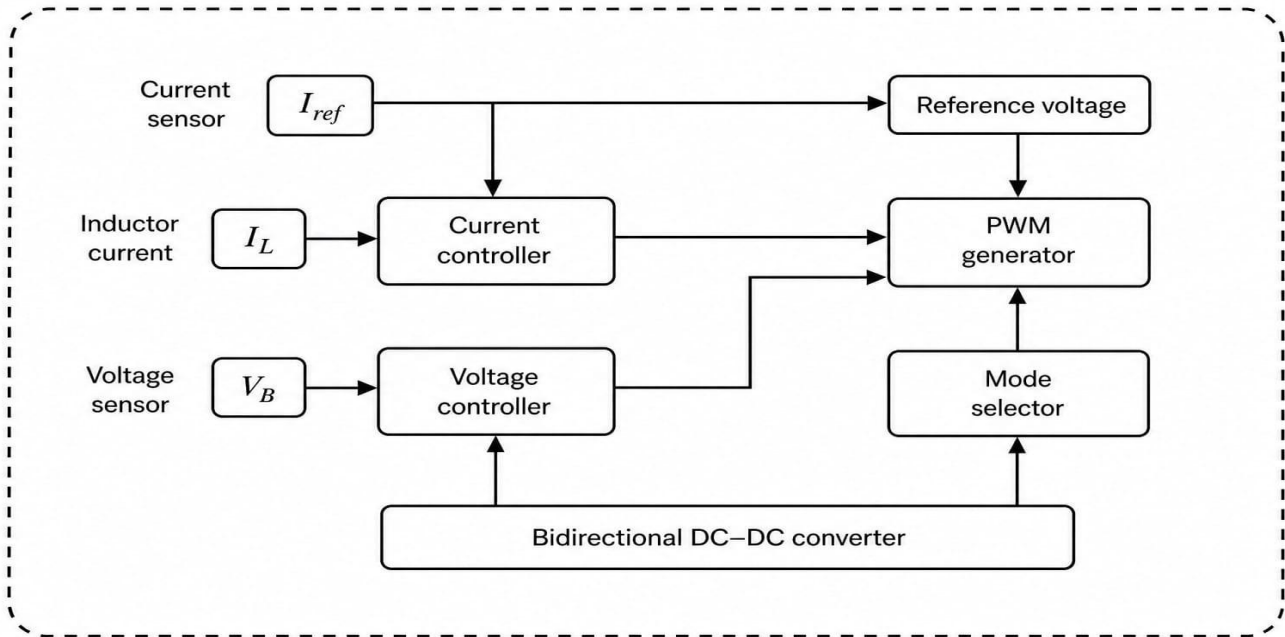 Current
sensor
I_ref
Reference voltage
Inductor
current
I_L
Current
controller
PWM
generator
Voltage
sensor
V_B
Voltage
controller
Mode
selector
Bidirectional DC–DC converter